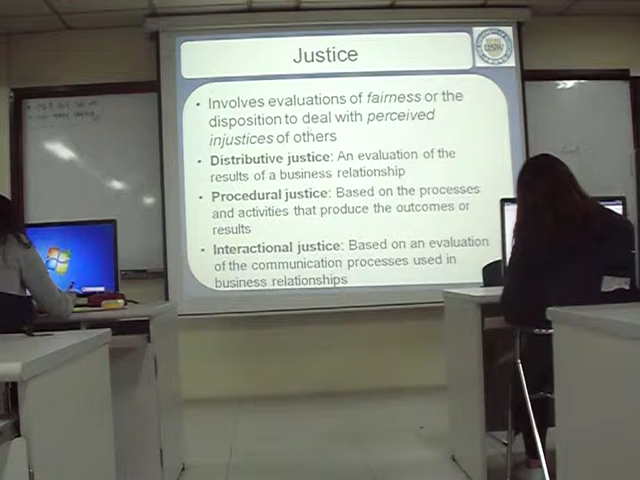 Justice
• Involves evaluations of fairness or the
disposition to deal with perceived
injustices of others
• Distributive justice: An evaluation of the
results of a business relationship
• Procedural justice: Based on the processes
and activities that produce the outcomes or
results
• Interactional justice: Based on an evaluation
of the communication processes used in
business relationships